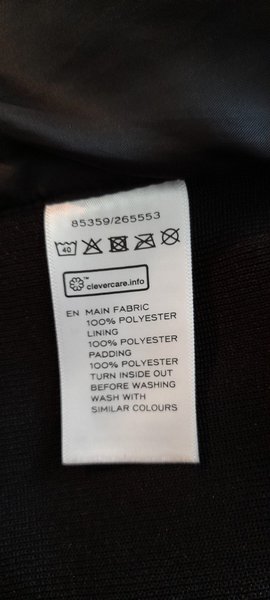 85359/265553
40
™
clevercare.info
EN MAIN FABRIC
100% POLYESTER
LINING
100% POLYESTER
PADDING
100% POLYESTER
TURN INSIDE OUT
BEFORE WASHING
WASH WITH
SIMILAR COLOURS